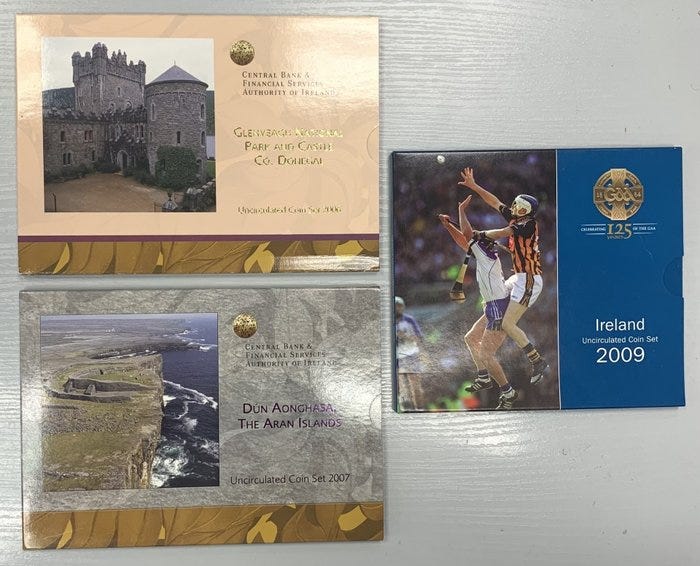 CENTRAL BANK &
FINANCIAL SERVICES
AUTHORITY OF IRELAND
GLENVEAGH NATIONAL
PARK AND CASTLE
CO. DONEGAL
Uncirculated Coin Set 2006
CENTRAL BANK &
FINANCIAL SERVICES
AUTHORITY OF IRELAND
DÚN AONGHASA,
THE ARAN ISLANDS
Uncirculated Coin Set 2007
GAA
CELEBRATING 125 YEARS OF THE GAA
Ireland
Uncirculated Coin Set
2009